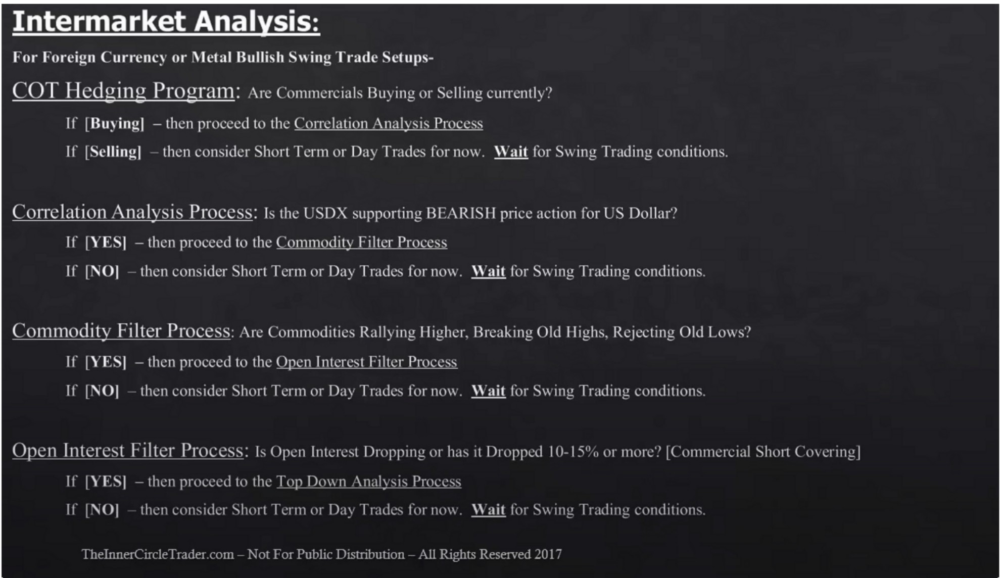 Intermarket Analysis:
For Foreign Currency or Metal Bullish Swing Trade Setups-
COT Hedging Program: Are Commercials Buying or Selling currently?
If [Buying] – then proceed to the Correlation Analysis Process
If [Selling] – then consider Short Term or Day Trades for now. Wait for Swing Trading conditions.
Correlation Analysis Process: Is the USDX supporting BEARISH price action for US Dollar?
If [YES] – then proceed to the Commodity Filter Process
If [NO] – then consider Short Term or Day Trades for now. Wait for Swing Trading conditions.
Commodity Filter Process: Are Commodities Rallying Higher, Breaking Old Highs, Rejecting Old Lows?
If [YES] – then proceed to the Open Interest Filter Process
If [NO] – then consider Short Term or Day Trades for now. Wait for Swing Trading conditions.
Open Interest Filter Process: Is Open Interest Dropping or has it Dropped 10-15% or more? [Commercial Short Covering]
If [YES] – then proceed to the Top Down Analysis Process
If [NO] – then consider Short Term or Day Trades for now. Wait for Swing Trading conditions.
TheInnerCircleTrader.com – Not For Public Distribution – All Rights Reserved 2017